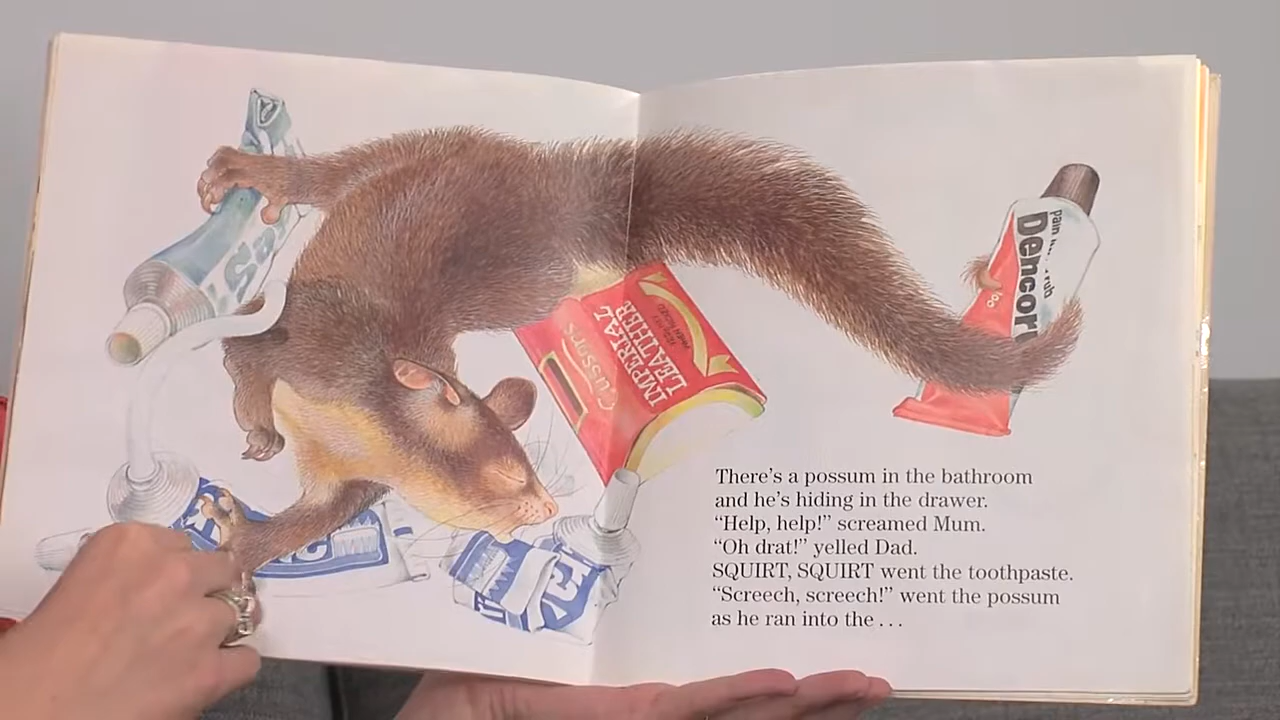 Cussons
IMPERIAL
LEATHER
pain
rub
Dencorub
There's a possum in the bathroom
and he's hiding in the drawer.
“Help, help!” screamed Mum.
“Oh drat!” yelled Dad.
SQUIRT, SQUIRT went the toothpaste.
“Screech, screech!” went the possum
as he ran into the . . .